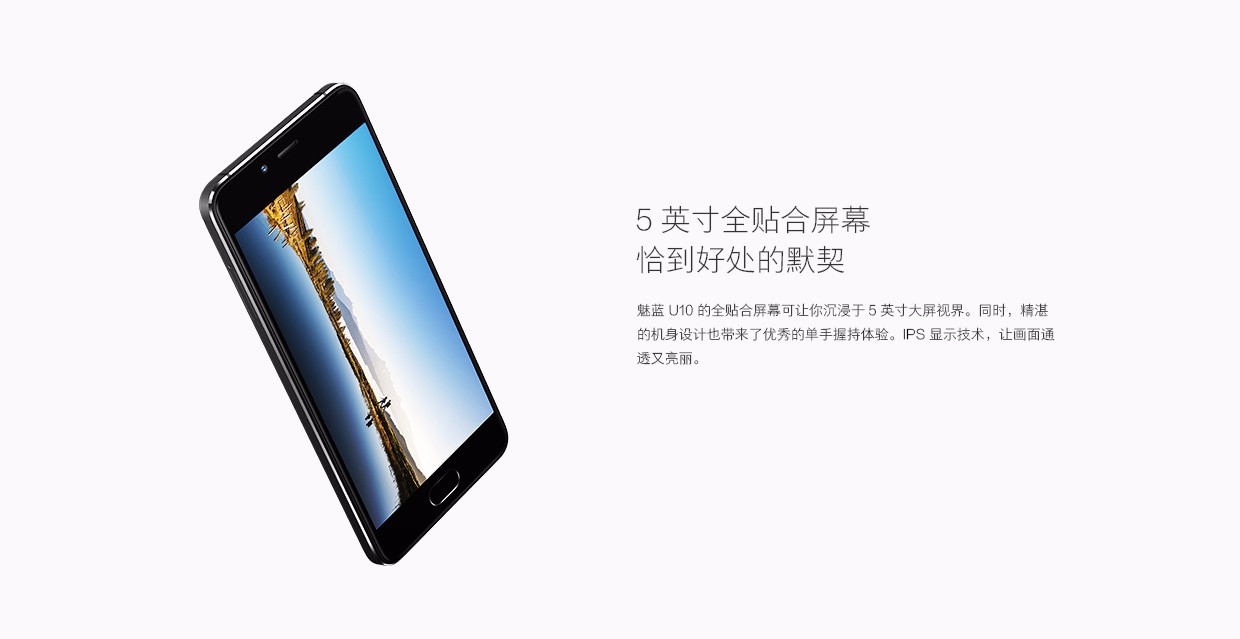 5 英寸全贴合屏幕
恰到好处的默契
魅蓝 U10 的全贴合屏幕可让你沉浸于 5 英寸大屏视界。同时，精湛
的机身设计也带来了优秀的单手握持体验。IPS 显示技术，让画面通
透又亮丽。